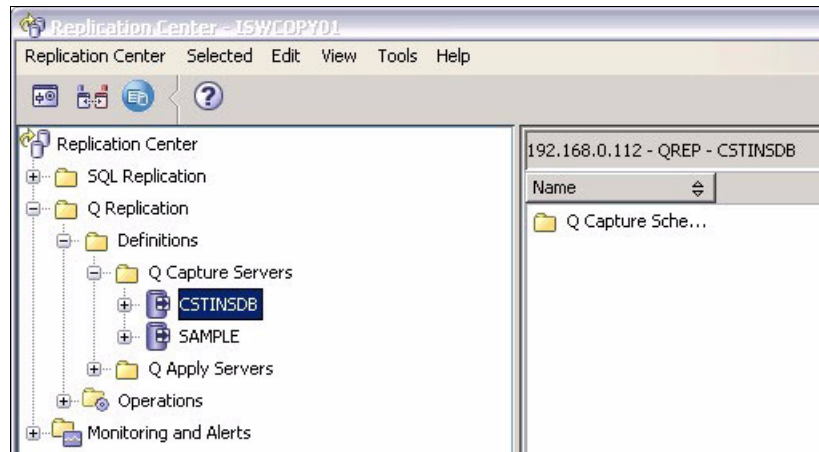 Replication Center - ISWCOPY01
Replication Center Selected Edit View Tools Help
Replication Center
SQL Replication
Q Replication
Definitions
Q Capture Servers
CSTINSDB
SAMPLE
Q Apply Servers
Operations
Monitoring and Alerts
192.168.0.112 - QREP - CSTINSDB
Name
Q Capture Sche...